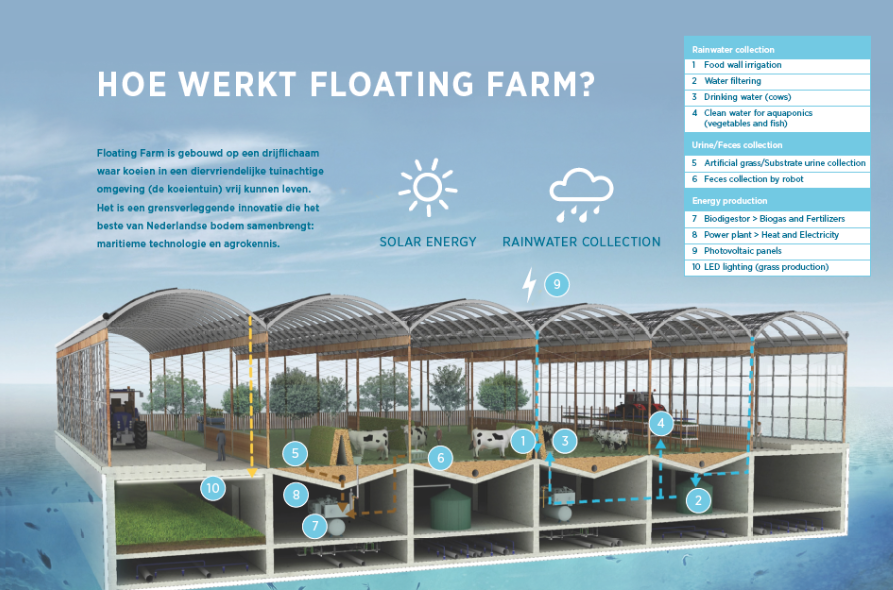 HOE WERKT FLOATING FARM?
Floating Farm is gebouwd op een drijflichaam
waar koeien in een diervriendelijke tuinachtige
omgeving (de koeientuin) vrij kunnen leven.
Het is een grensverleggende innovatie die het
beste van Nederlandse bodem samenbrengt:
maritieme technologie en agrokennis.
SOLAR ENERGY
RAINWATER COLLECTION
Rainwater collection
1 Food wall irrigation
2 Water filtering
3 Drinking water (cows)
4 Clean water for aquaponics
(vegetables and fish)
Urine/Feces collection
5 Artificial grass/Substrate urine collection
6 Feces collection by robot
Energy production
7 Biodigestor > Biogas and Fertilizers
8 Power plant > Heat and Electricity
9 Photovoltaic panels
10 LED lighting (grass production)
9
5
6
1
3
4
10
8
7
2